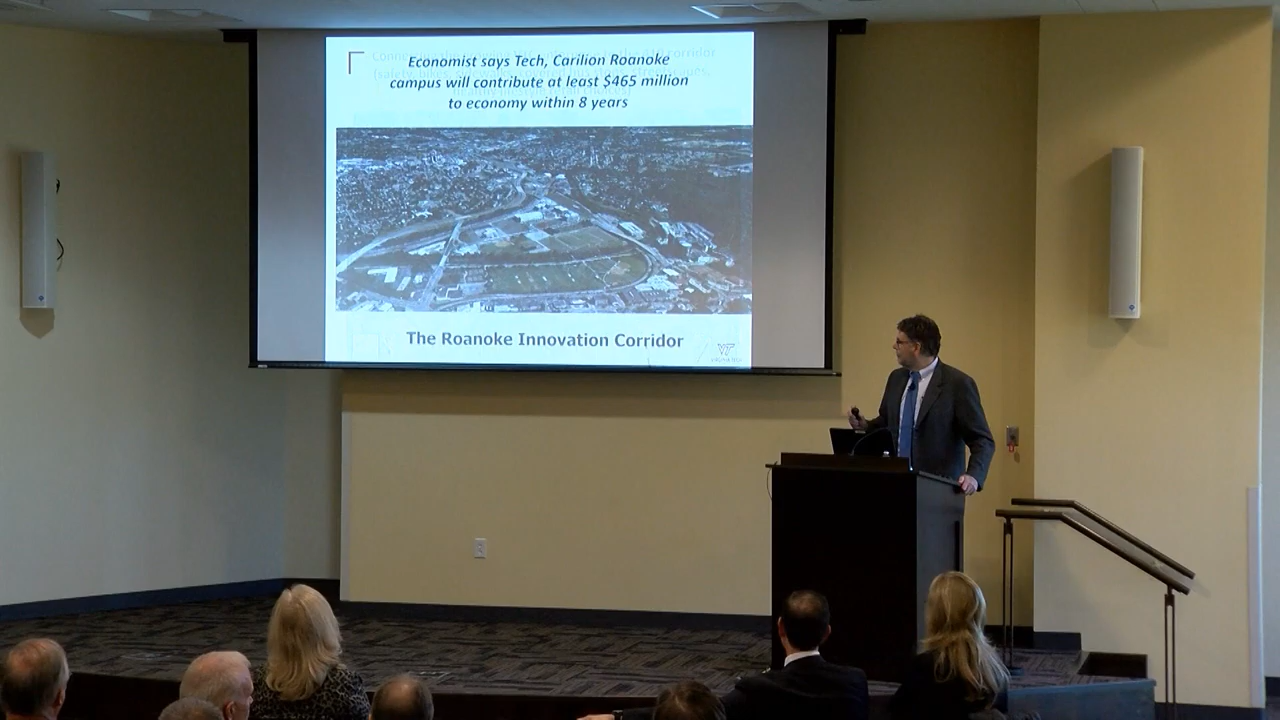 Economist says Tech, Carilion Roanoke
campus will contribute at least $465 million
to economy within 8 years
The Roanoke Innovation Corridor
VT